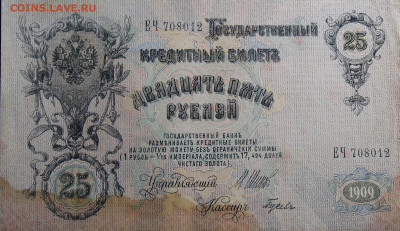 COINS.LAVE.RU
ЕЧ 708012
Государственный
25
Кредитный Билетъ
Двадцать пять
рублей
Государственный Банкъ
размѣниваетъ кредитные билеты
на золотую монету безъ ограниченія суммы
(1 рубль = 1/15 имперіала, содержитъ 17,424 долей
чистаго золота).
25
Управляющій
И. Шиповъ
ЕЧ 708012
Кассиръ
1909